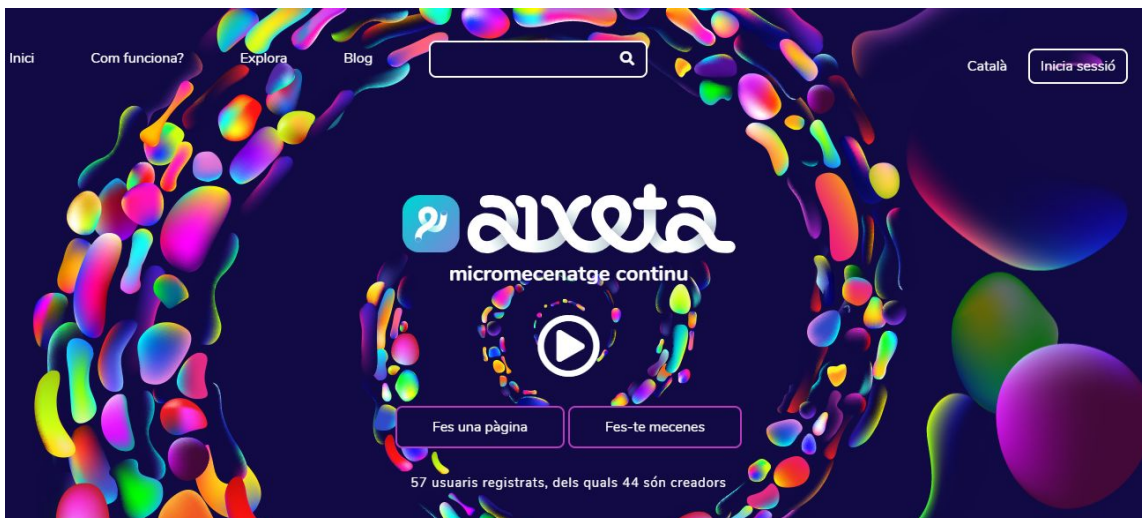 Inici
Com funciona?
Explora
Blog
Català
Inicia sessió
aixeta
micromecenatge continu
Fes una pàgina
Fes-te mecenes
57 usuaris registrats, dels quals 44 són creadors